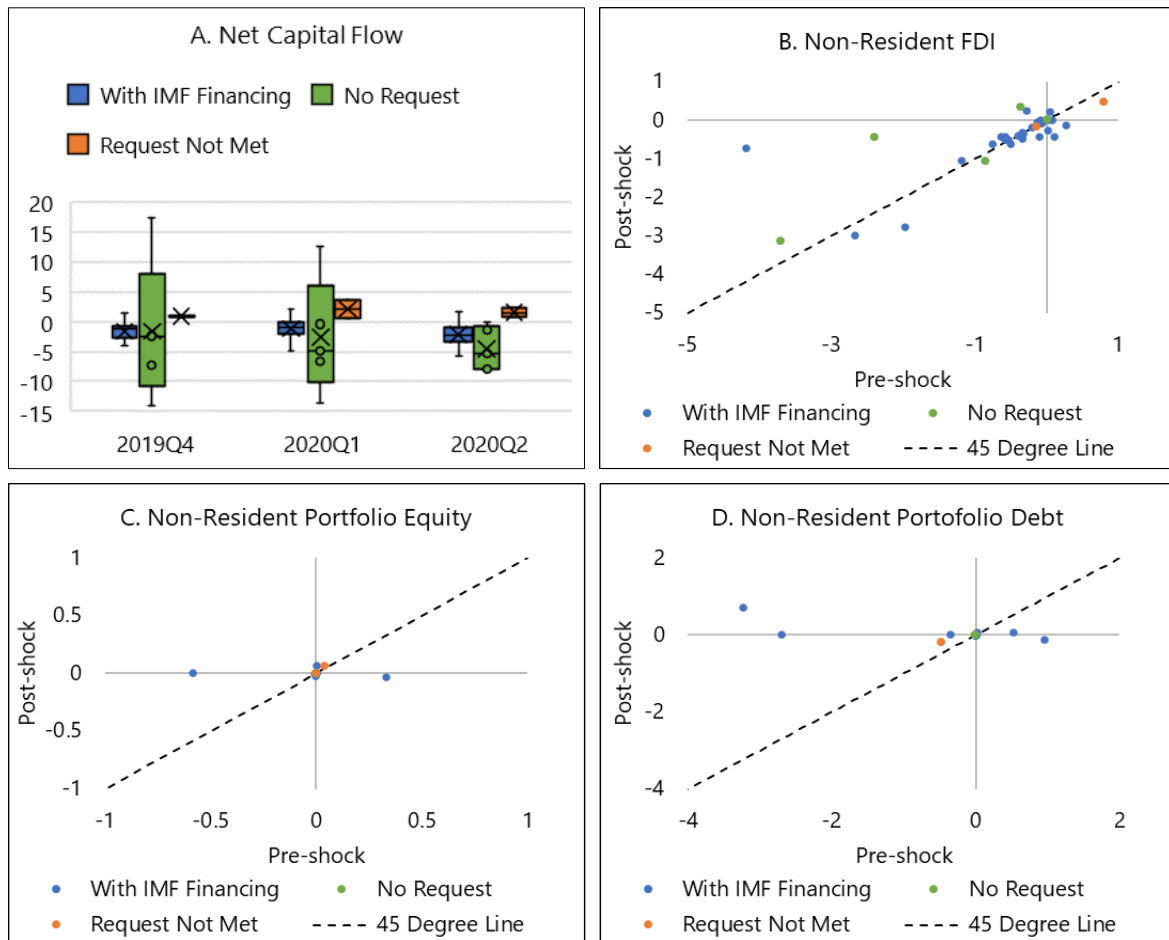 A. Net Capital Flow
With IMF Financing No Request
Request Not Met
20
15
10
5
0
-5
-10
-15
2019Q4 2020Q1 2020Q2
B. Non-Resident FDI
Post-shock
1
0
-1
-2
-3
-4
-5
-5 -3 -1 1
Pre-shock
With IMF Financing No Request
Request Not Met 45 Degree Line
C. Non-Resident Portfolio Equity
Post-shock
1
0.5
0
-0.5
-1
-1 -0.5 0 0.5 1
Pre-shock
With IMF Financing No Request
Request Not Met 45 Degree Line
D. Non-Resident Portofolio Debt
Post-shock
2
0
-2
-4
-4 -2 0 2
Pre-shock
With IMF Financing No Request
Request Not Met 45 Degree Line